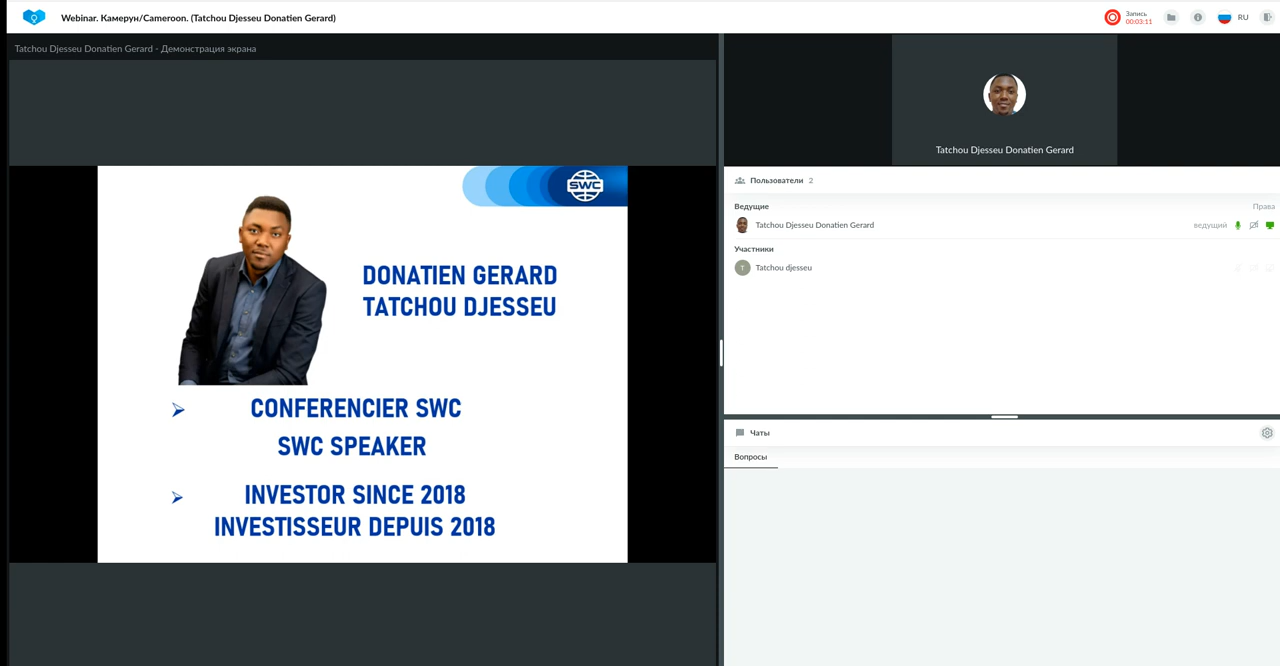 Webinar. Камерун/Cameroon. (Tatchou Djesseu Donatien Gerard)
Запись
00:03:11
RU
Tatchou Djesseu Donatien Gerard - Демонстрация экрана
SWC
DONATIEN GERARD
TATCHOU DJESSEU
CONFERENCIER SWC
SWC SPEAKER
INVESTOR SINCE 2018
INVESTISSEUR DEPUIS 2018
Tatchou Djesseu Donatien Gerard
Пользователи 2
Ведущие Права
Tatchou Djesseu Donatien Gerard ведущий
Участники
T Tatchou djesseu
Чаты
Вопросы